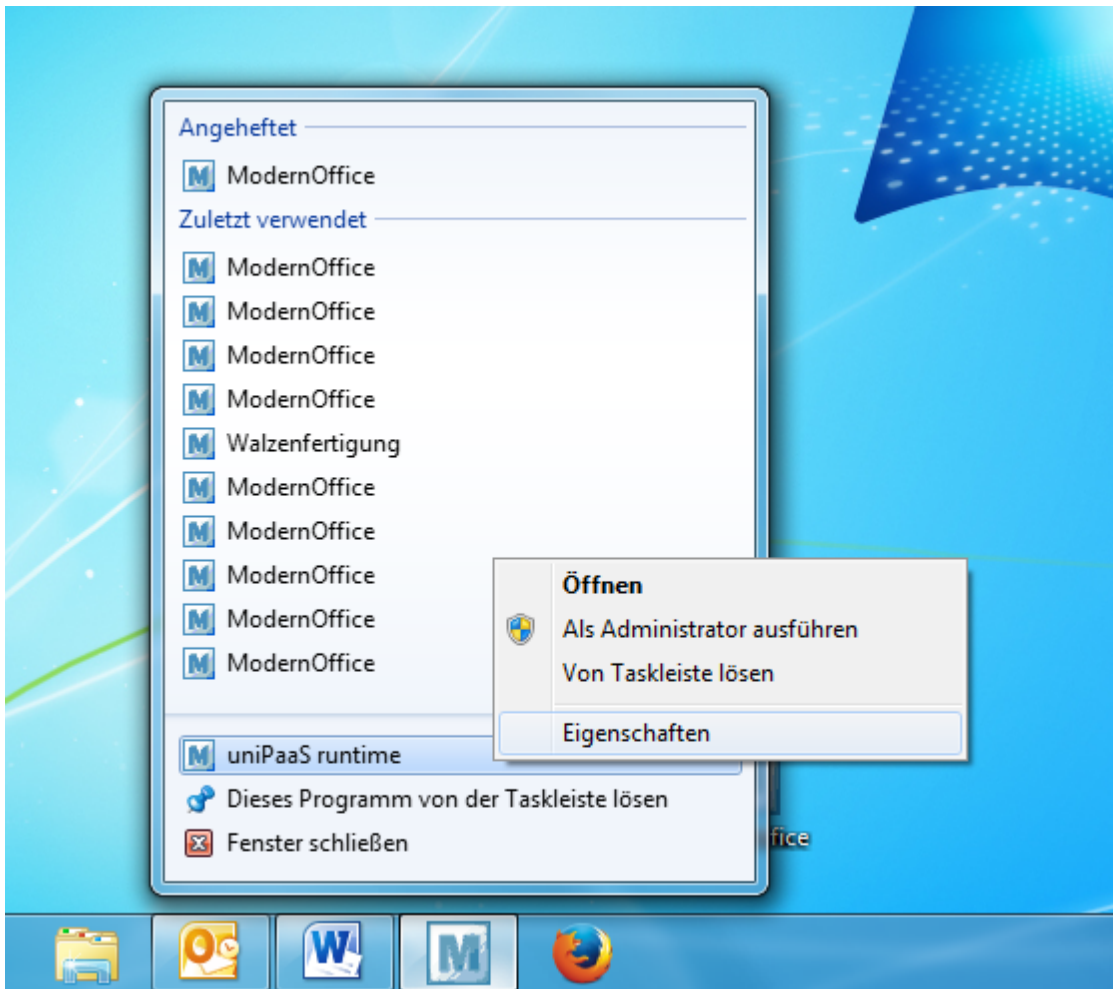 Angeheftet
ModernOffice
Zuletzt verwendet
ModernOffice
ModernOffice
ModernOffice
ModernOffice
Walzenfertigung
ModernOffice
ModernOffice
ModernOffice
ModernOffice
ModernOffice
Öffnen
Als Administrator ausführen
Von Taskleiste lösen
Eigenschaften
uniPaaS runtime
Dieses Programm von der Taskleiste lösen
Fenster schließen
fice